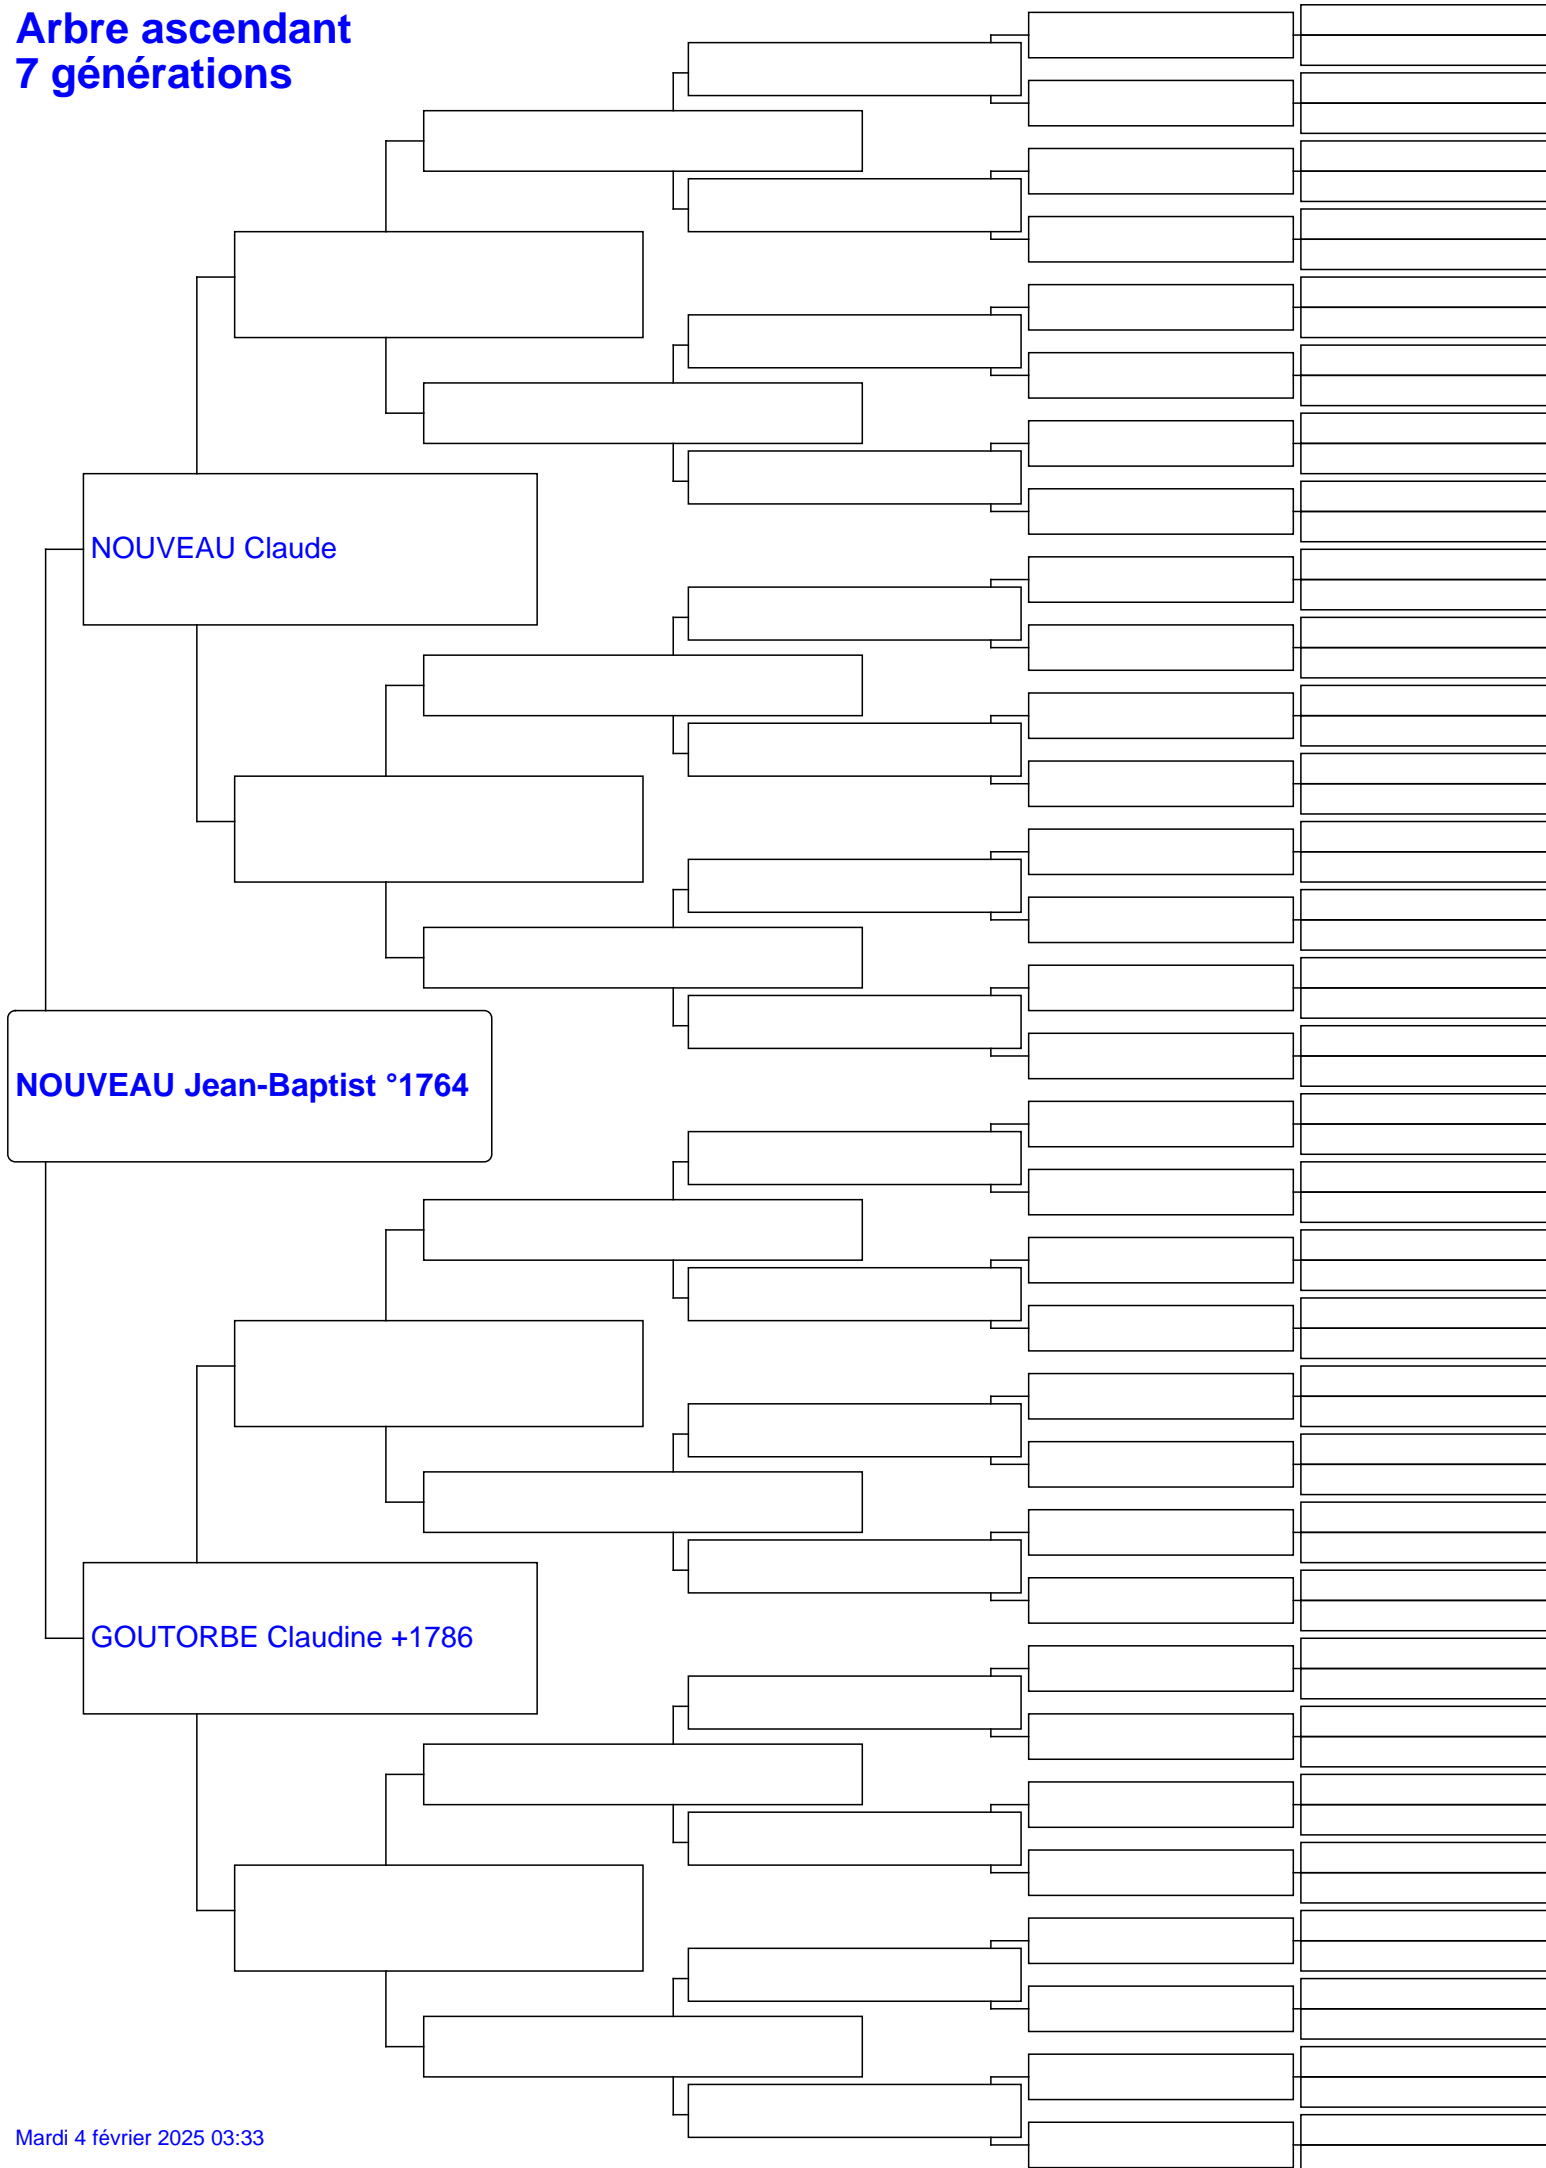 Arbre ascendant
7 générations
NOUVEAU Claude
NOUVEAU Jean-Baptist °1764
GOUTORBE Claudine +1786
Mardi 4 février 2025 03:33